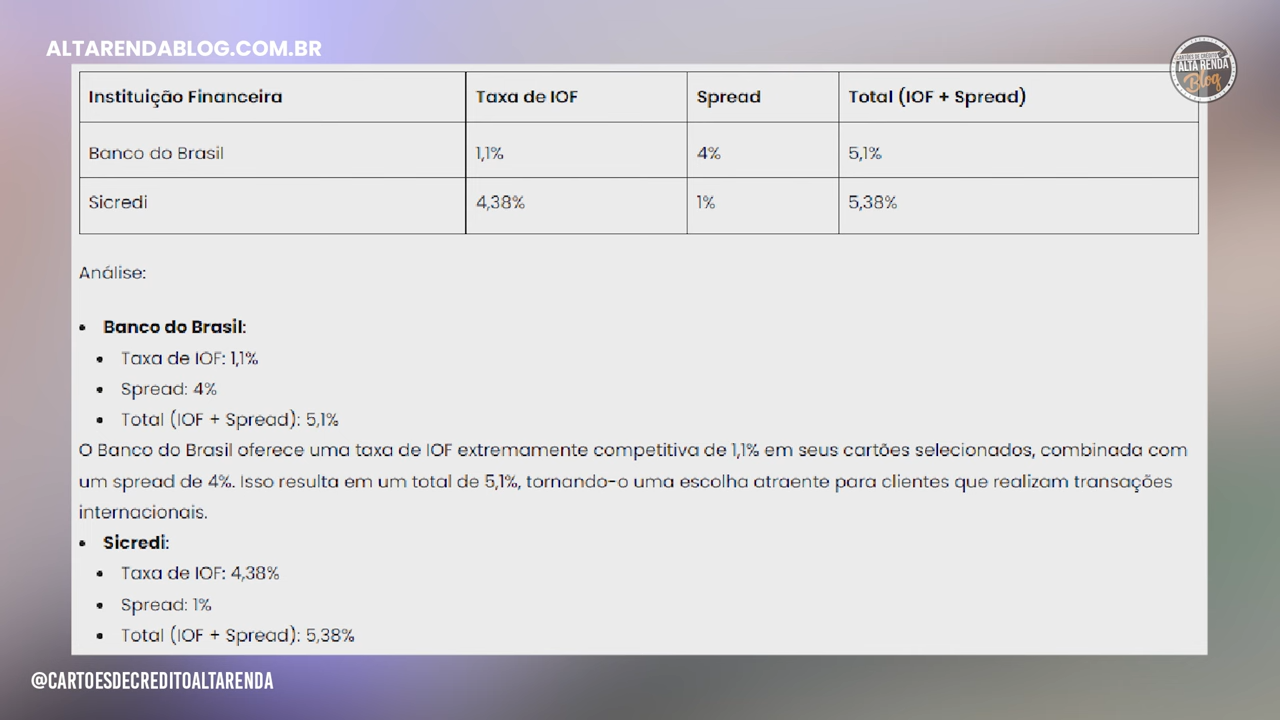 ALTARENDABLOG.COM.BR
CARTÕES DE CRÉDITO
ALTA RENDA
Blog
Instituição Financeira Taxa de IOF Spread Total (IOF + Spread)
Banco do Brasil 1,1% 4% 5,1%
Sicredi 4,38% 1% 5,38%
Análise:
• Banco do Brasil:
• Taxa de IOF: 1,1%
• Spread: 4%
• Total (IOF + Spread): 5,1%
O Banco do Brasil oferece uma taxa de IOF extremamente competitiva de 1,1% em seus cartões selecionados, combinada com
um spread de 4%. Isso resulta em um total de 5,1%, tornando-o uma escolha atraente para clientes que realizam transações
internacionais.
• Sicredi:
• Taxa de IOF: 4,38%
• Spread: 1%
• Total (IOF + Spread): 5,38%
@CARTOESDECREDITOALTARENDA